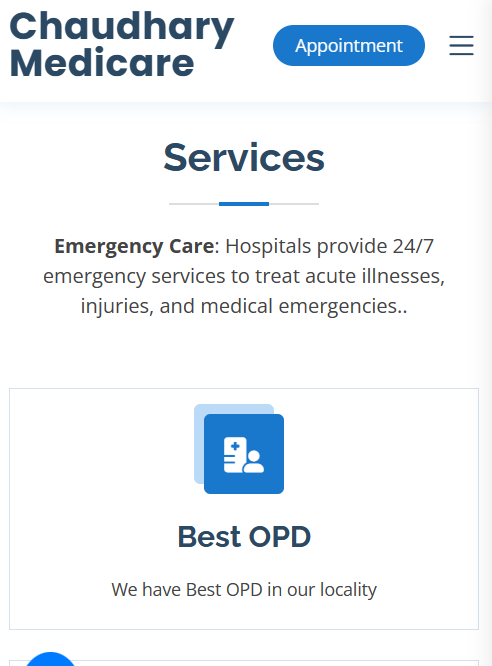 Chaudhary
Medicare
Appointment
Services
Emergency Care: Hospitals provide 24/7
emergency services to treat acute illnesses,
injuries, and medical emergencies..
Best OPD
We have Best OPD in our locality